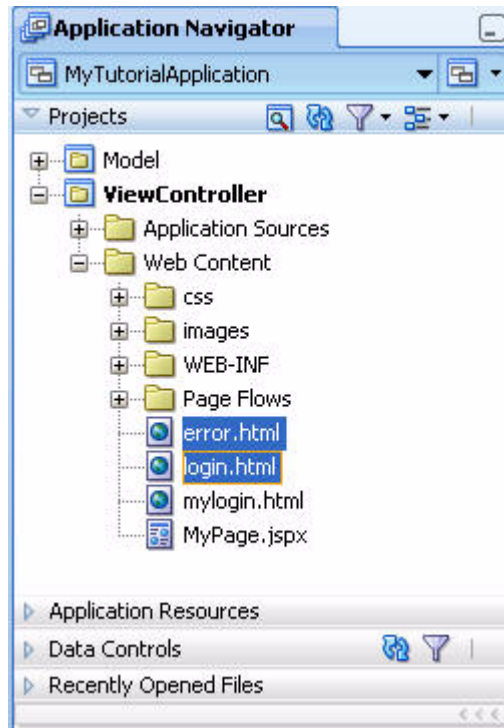 Application Navigator
MyTutorialApplication
Projects
Model
ViewController
Application Sources
Web Content
css
images
WEB-INF
Page Flows
error.html
login.html
mylogin.html
MyPage.jspx
Application Resources
Data Controls
Recently Opened Files